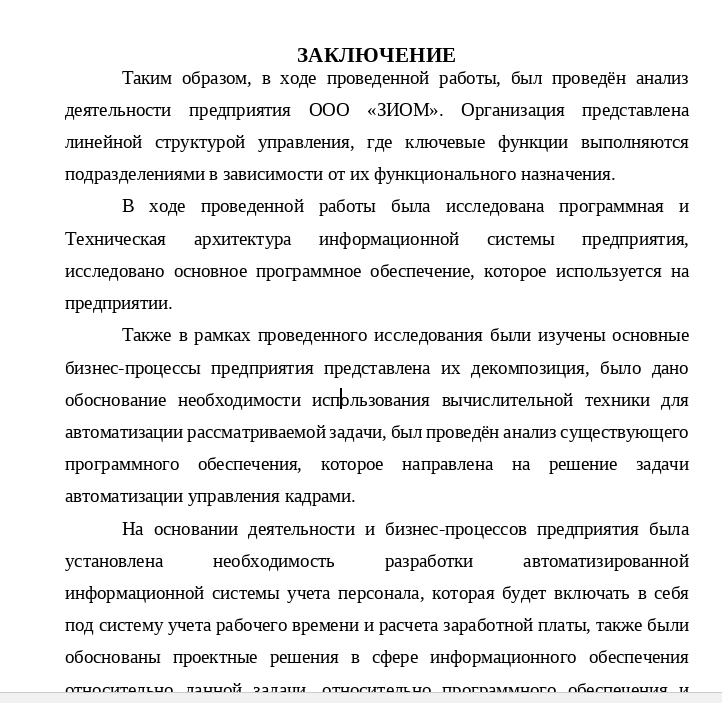 ЗАКЛЮЧЕНИЕ
Таким образом, в ходе проведенной работы, был проведён анализ
деятельности предприятия ООО «ЗИОМ». Организация представлена
линейной структурой управления, где ключевые функции выполняются
подразделениями в зависимости от их функционального назначения.
В ходе проведенной работы была исследована программная и
Техническая архитектура информационной системы предприятия,
исследовано основное программное обеспечение, которое используется на
предприятии.
Также в рамках проведенного исследования были изучены основные
бизнес-процессы предприятия представлена их декомпозиция, было дано
обоснование необходимости использования вычислительной техники для
автоматизации рассматриваемой задачи, был проведён анализ существующего
программного обеспечения, которое направлена на решение задачи
автоматизации управления кадрами.
На основании деятельности и бизнес-процессов предприятия была
установлена необходимость разработки автоматизированной
информационной системы учета персонала, которая будет включать в себя
под систему учета рабочего времени и расчета заработной платы, также были
обоснованы проектные решения в сфере информационного обеспечения
относительно данной задачи, относительно программного обеспечения и